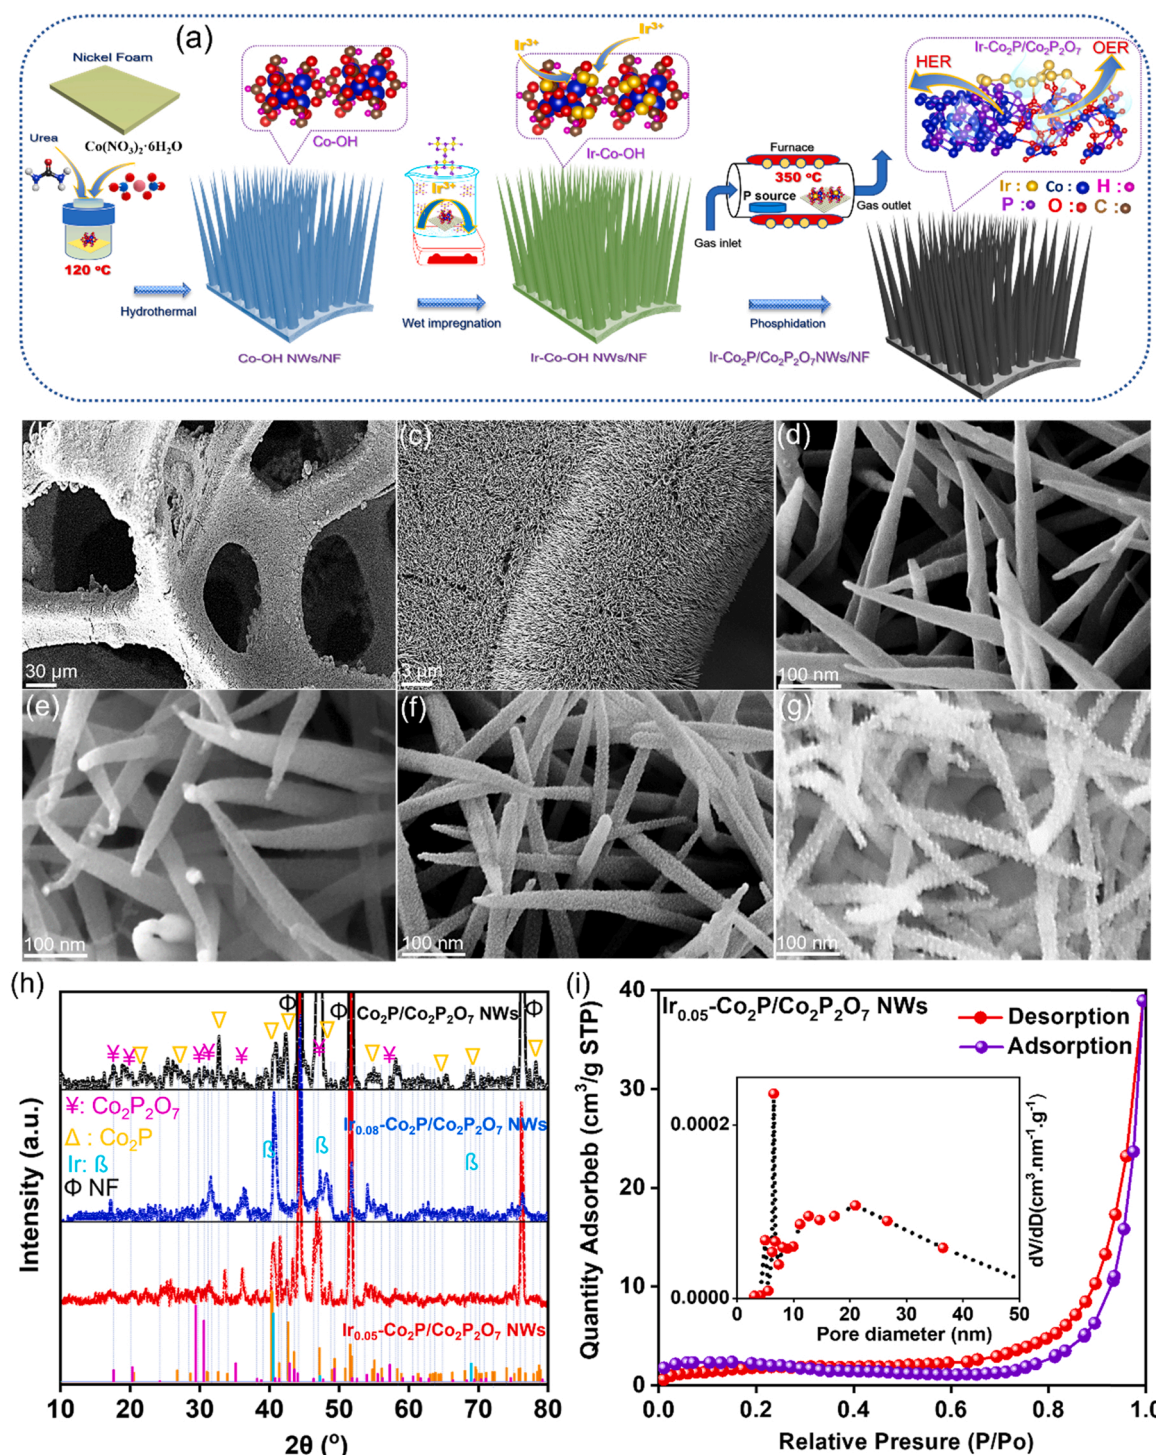 (a)
Nickel Foam
Urea
Co(NO₃)₂·6H₂O
120 °C
Hydrothermal
Co-OH
Co-OH NWs/NF
Ir³⁺
Wet impregnation
Ir³⁺ Ir³⁺
Ir-Co-OH
Ir-Co-OH NWs/NF
Furnace
350 °C
P source
Gas inlet
Gas outlet
Phosphidation
Ir-Co₂P/Co₂P₂O₇NWs/NF
Ir-Co₂P/Co₂P₂O₇
HER
OER
Ir : Co : H :
P : O : C :
(b)
30 µm
(c)
3 µm
(d)
100 nm
(e)
100 nm
(f)
100 nm
(g)
100 nm
(h)
Intensity (a.u.)
Φ Φ Co₂P/Co₂P₂O₇ NWs Φ
¥ ¥ Δ Δ ¥ ¥ Δ ¥ Δ Δ ¥ Δ Δ ¥ Δ Δ Δ
¥: Co₂P₂O₇
Δ : Co₂P
Ir: ß
Φ NF
Ir₀.₀₈-Co₂P/Co₂P₂O₇ NWs
ß ß ß
Ir₀.₀₅-Co₂P/Co₂P₂O₇ NWs
10 20 30 40 50 60 70 80
2θ (°)
(i)
Quantity Adsorbeb (cm³/g STP)
40
30
20
10
0
Ir₀.₀₅-Co₂P/Co₂P₂O₇ NWs
Desorption
Adsorption
0.0002
0.0000
0 10 20 30 40 50
Pore diameter (nm)
dV/dD(cm³.nm⁻¹.g⁻¹)
0.0 0.2 0.4 0.6 0.8 1.0
Relative Presure (P/Po)